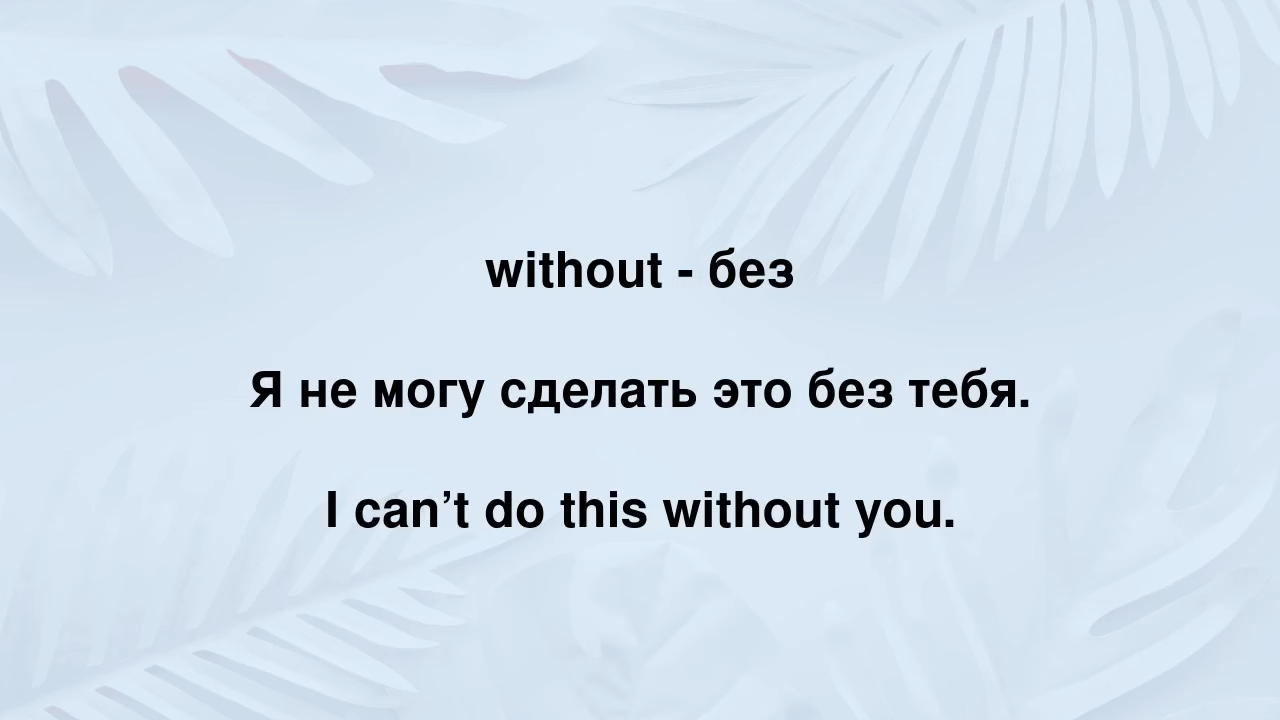 without - без
Я не могу сделать это без тебя.
I can’t do this without you.